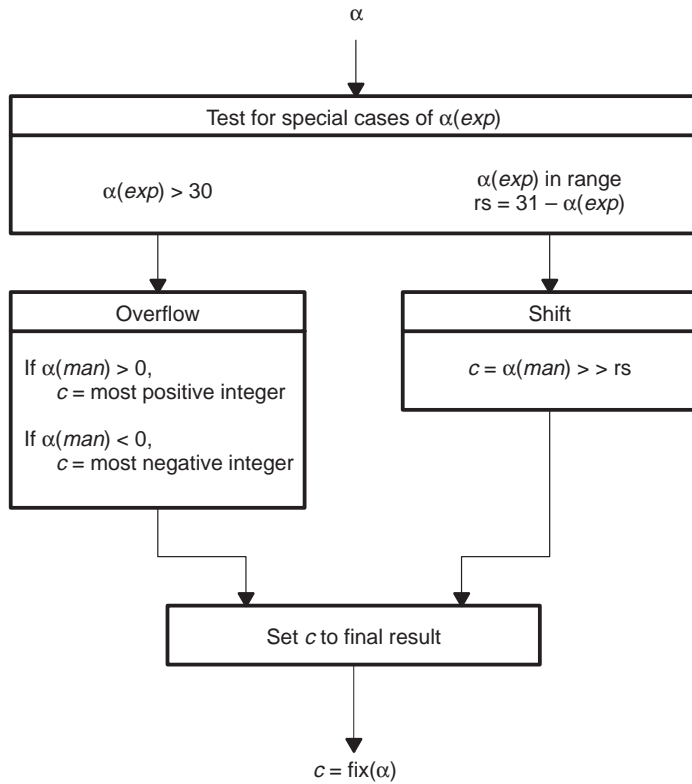 α
Test for special cases of α(exp)
α(exp) > 30
α(exp) in range
rs = 31 – α(exp)
Overflow
If α(man) > 0,
c = most positive integer
If α(man) < 0,
c = most negative integer
Shift
c = α(man) > > rs
Set c to final result
c = fix(α)